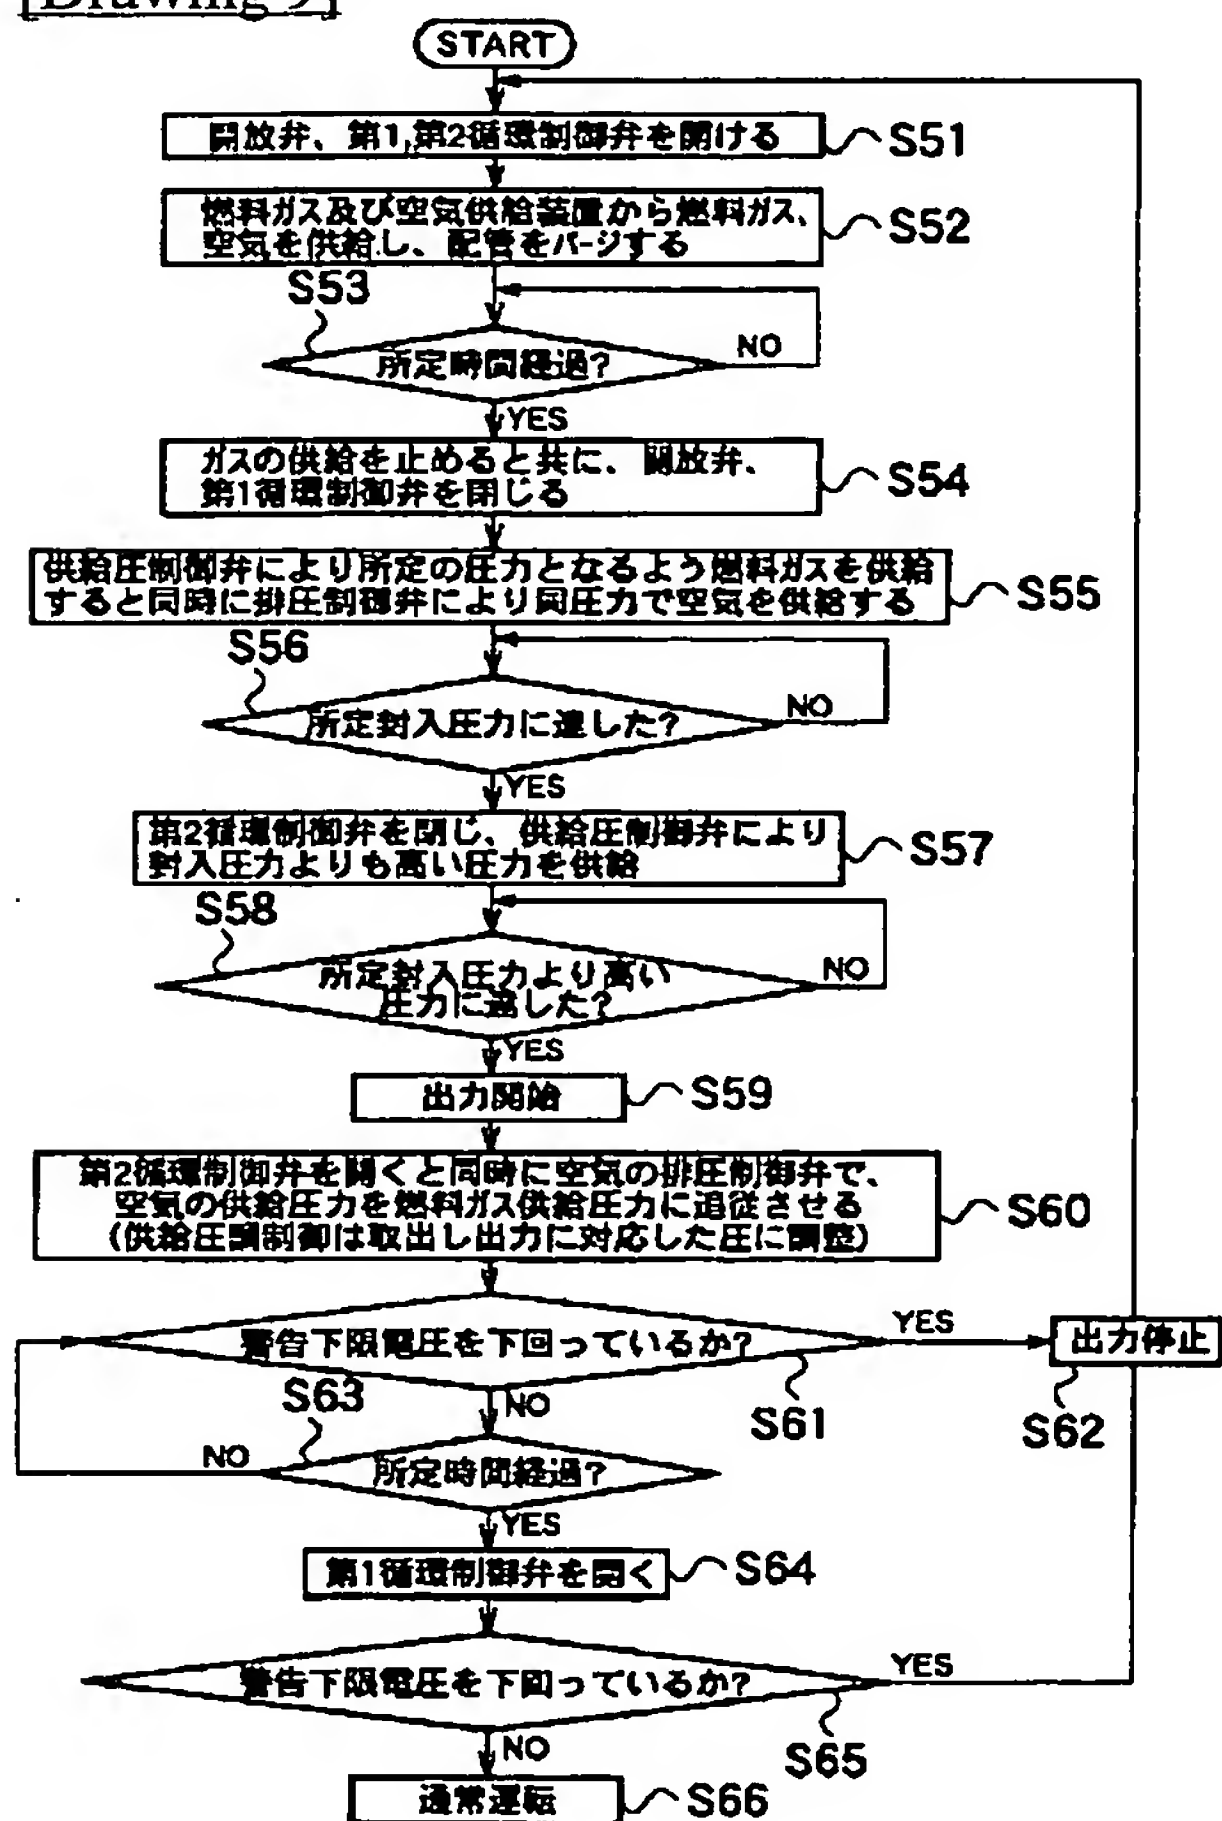 [Drawing 9]
START
開放弁、第1,第2循環制御弁を開ける
S51
燃料ガス及び空気供給装置から燃料ガス、
空気を供給し、配管をパージする
S52
S53
所定時間経過?
NO
YES
ガスの供給を止めると共に、開放弁、
第1循環制御弁を閉じる
S54
供給圧制御弁により所定の圧力となるよう燃料ガスを供給
すると同時に排圧制御弁により同圧力で空気を供給する
S55
S56
所定封入圧力に達した?
NO
YES
第2循環制御弁を閉じ、供給圧制御弁により
封入圧力よりも高い圧力を供給
S57
S58
所定封入圧力より高い
圧力に達した?
NO
YES
出力開始
S59
第2循環制御弁を開くと同時に空気の排圧制御弁で、
空気の供給圧力を燃料ガス供給圧力に追従させる
(供給圧調制御は取出し出力に対応した圧に調整)
S60
警告下限電圧を下回っているか?
YES
出力停止
S61
S62
S63
NO
所定時間経過?
NO
YES
第1循環制御弁を開く
S64
警告下限電圧を下回っているか?
YES
S65
NO
通常運転
S66